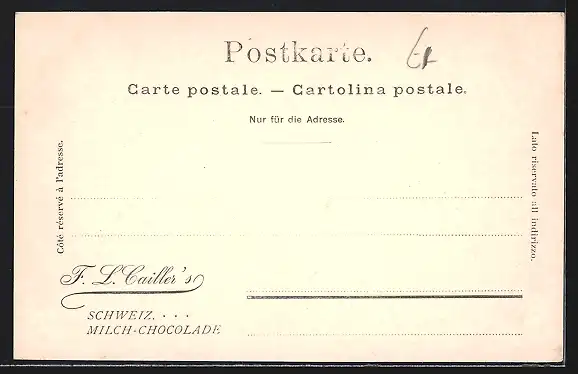 Postkarte.
Carte postale. — Cartolina postale.
Nur für die Adresse.
Côté réservé à l'adresse.
Lato riservato all indirizzo.
F. L. Cailler's
SCHWEIZ. . . .
MILCH-CHOCOLADE